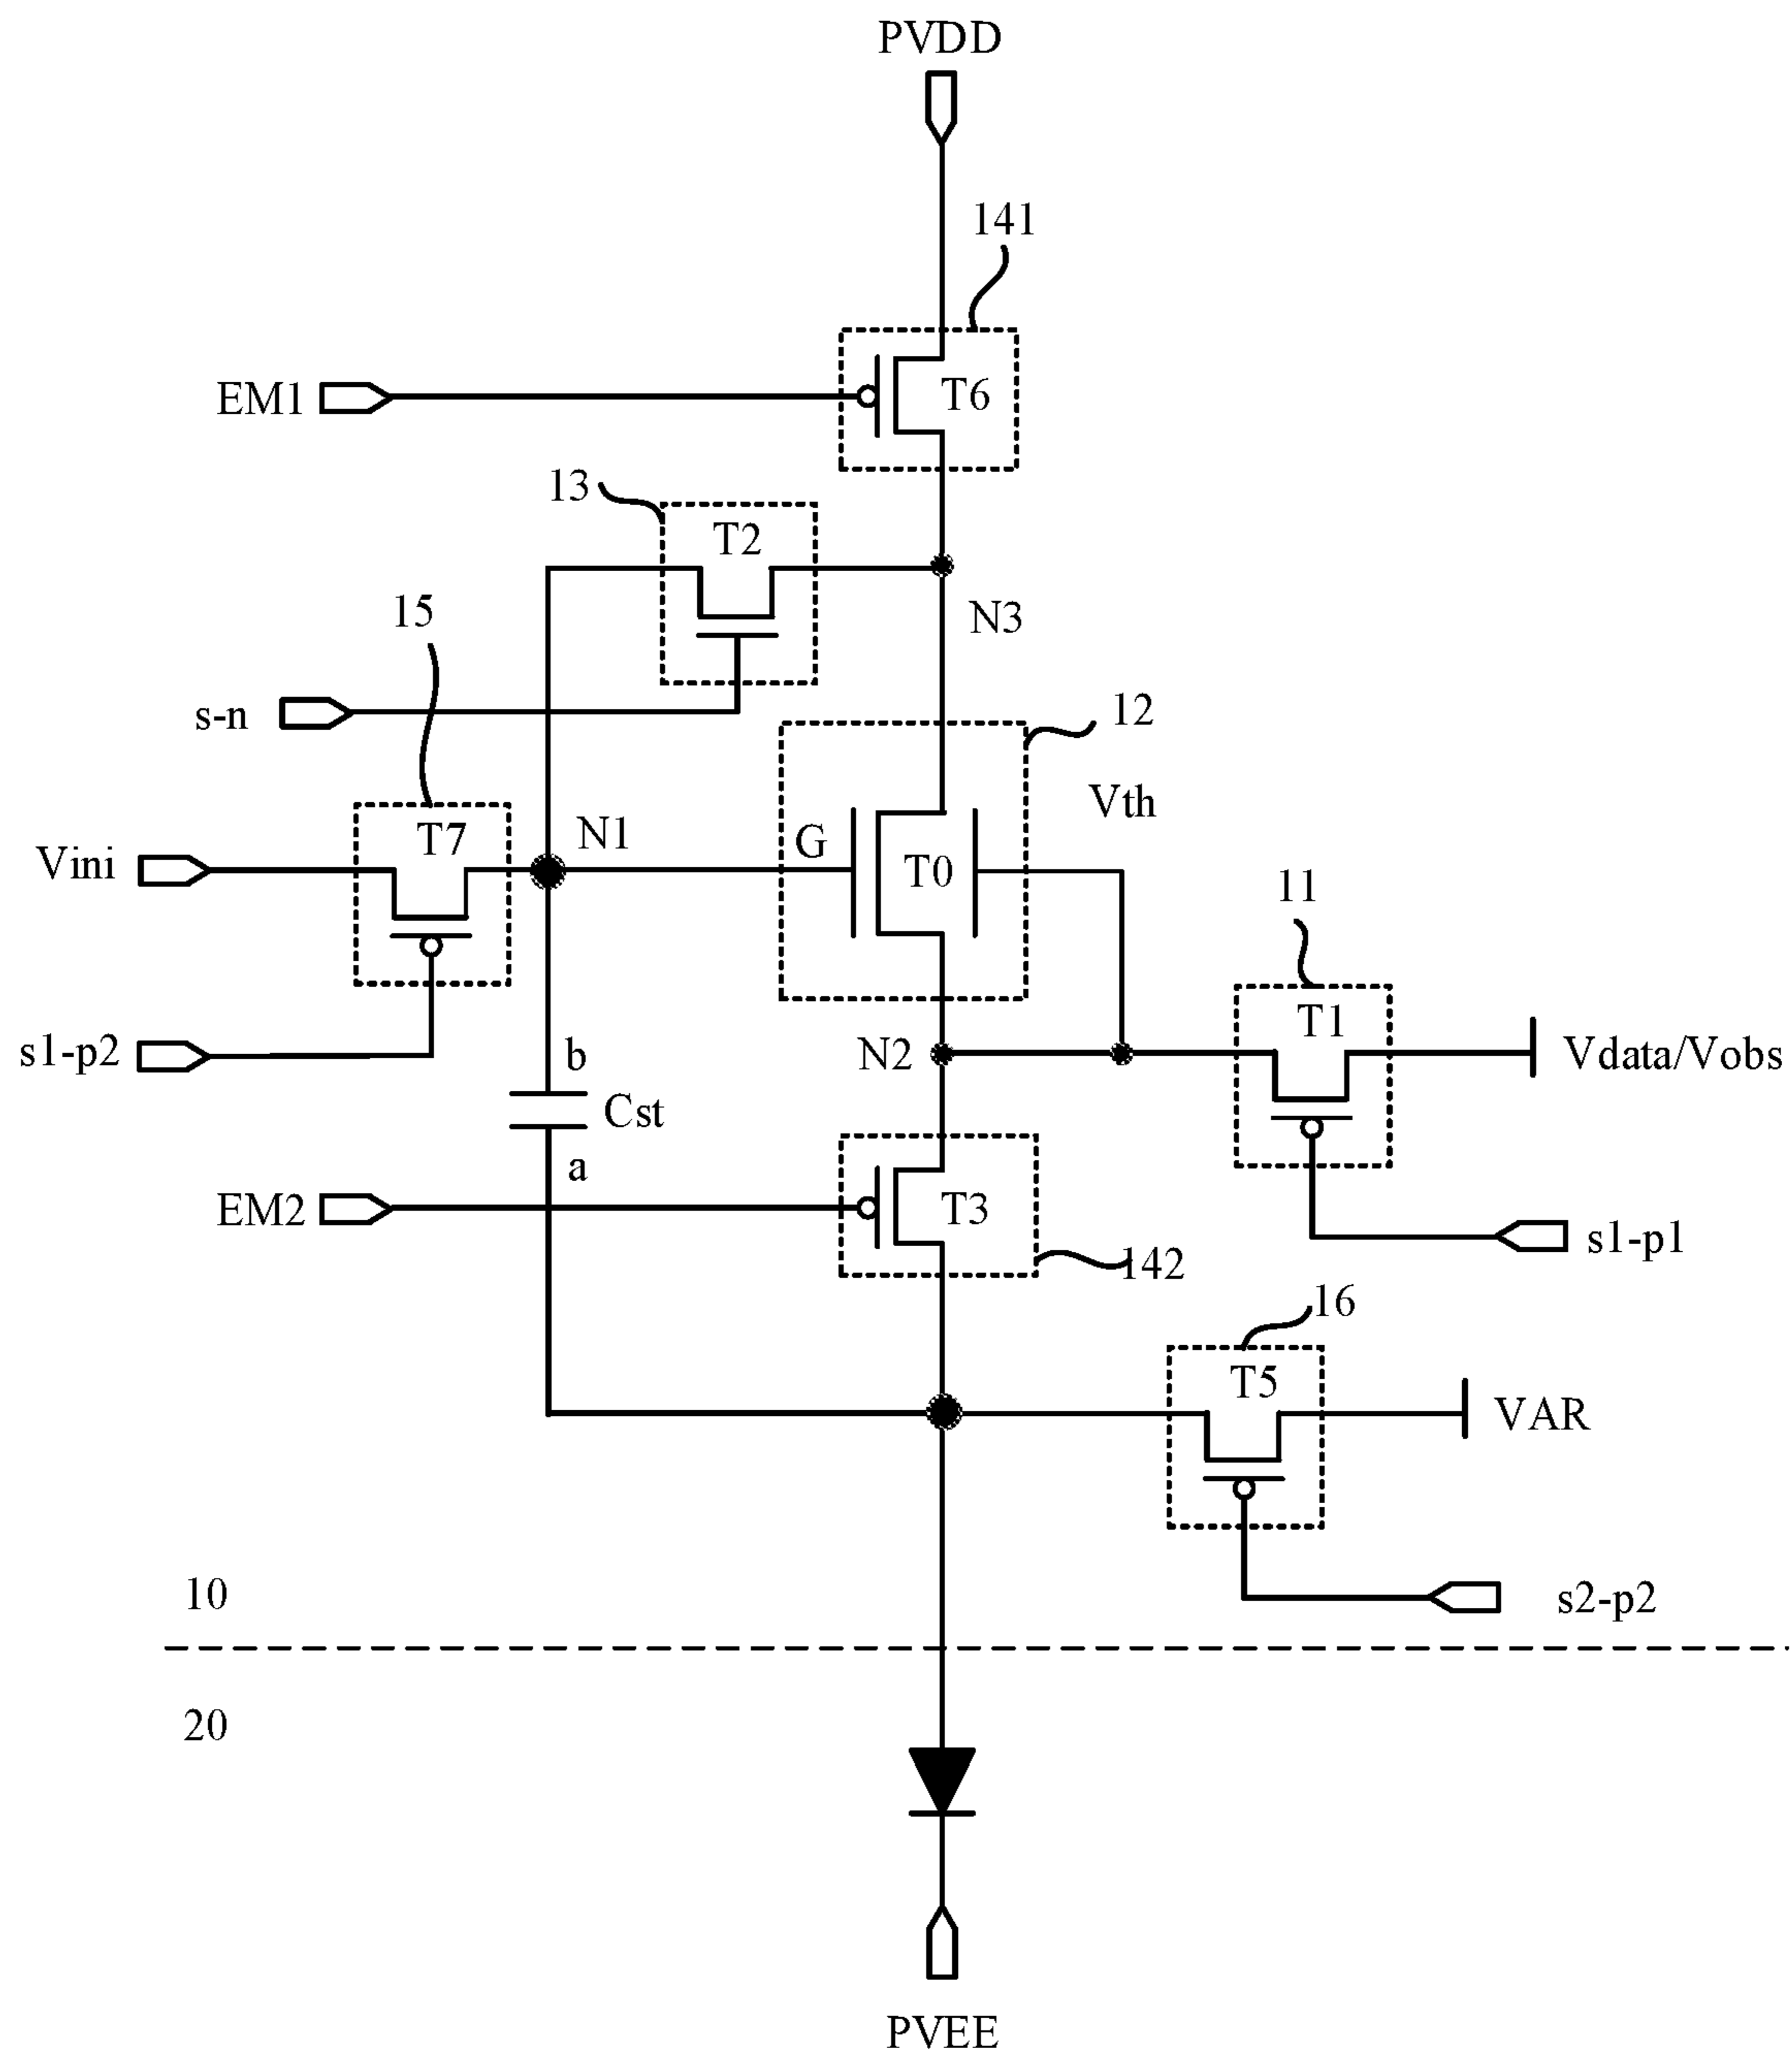 PVDD
141
EM1
T6
13
T2
15
N3
s-n
12
Vth
T7
N1
G
Vini
T0
11
T1
s1-p2
b
N2
Vdata/Vobs
Cst
a
EM2
T3
142
s1-p1
16
T5
VAR
10
s2-p2
20
PVEE